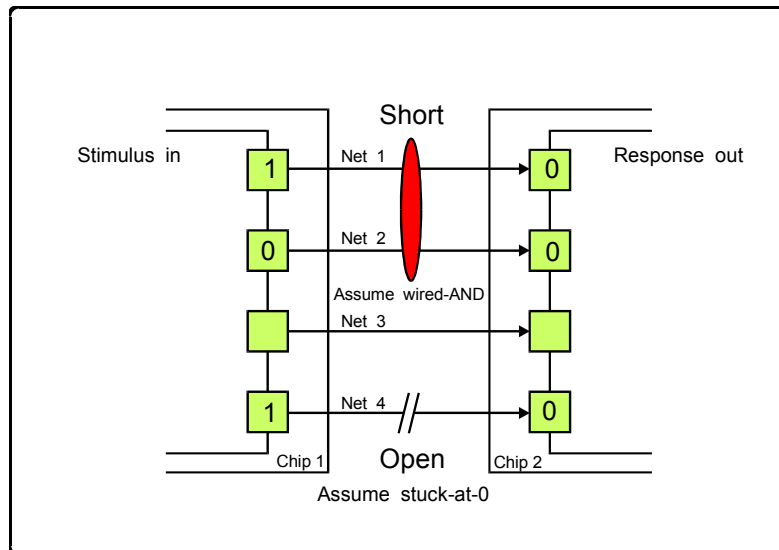 Short
Stimulus in
Net 1
Response out
1
0
Net 2
0
0
Assume wired-AND
Net 3
Net 4
1
0
Chip 1
Open
Chip 2
Assume stuck-at-0